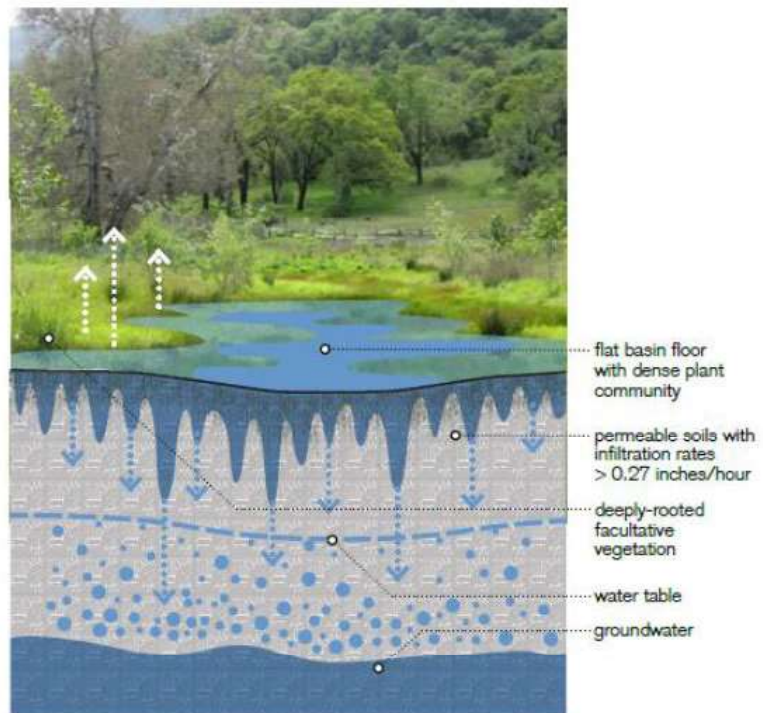 flat basin floor
with dense plant
community
permeable soils with
infiltration rates
> 0.27 inches/hour
deeply-rooted
facultative
vegetation
water table
groundwater